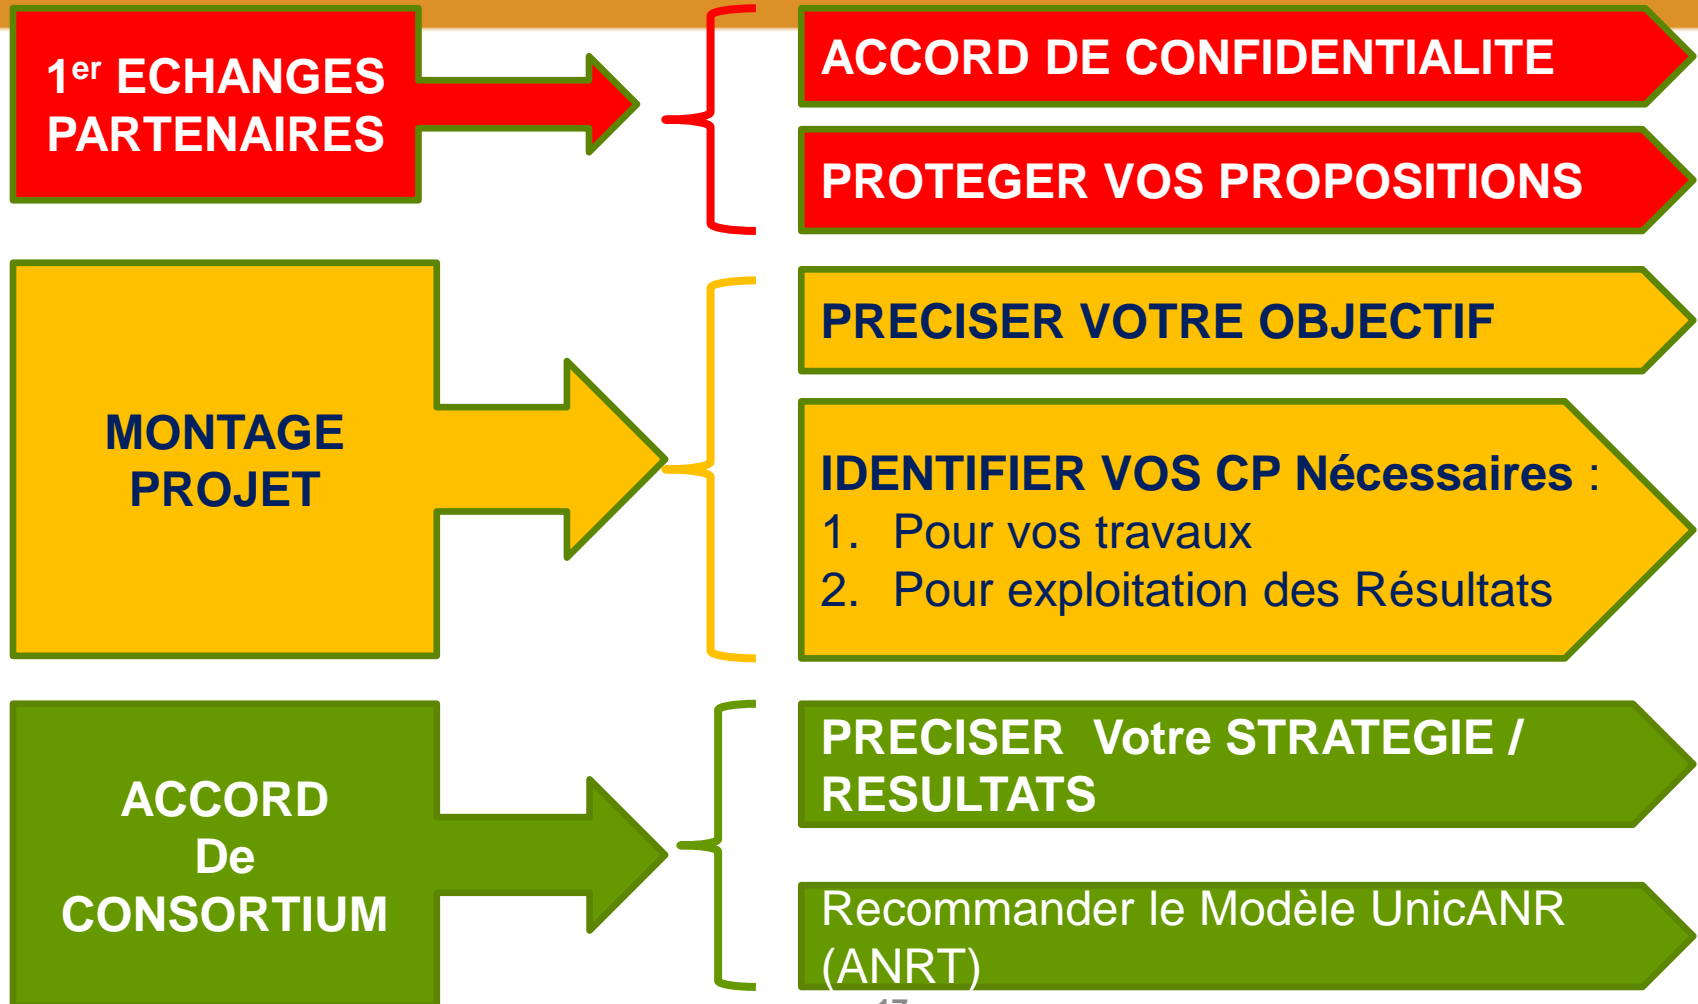 1er ECHANGES
PARTENAIRES
ACCORD DE CONFIDENTIALITE
PROTEGER VOS PROPOSITIONS
MONTAGE
PROJET
PRECISER VOTRE OBJECTIF
IDENTIFIER VOS CP Nécessaires :
1. Pour vos travaux
2. Pour exploitation des Résultats
ACCORD
De
CONSORTIUM
PRECISER Votre STRATEGIE /
RESULTATS
Recommander le Modèle UnicANR
(ANRT)